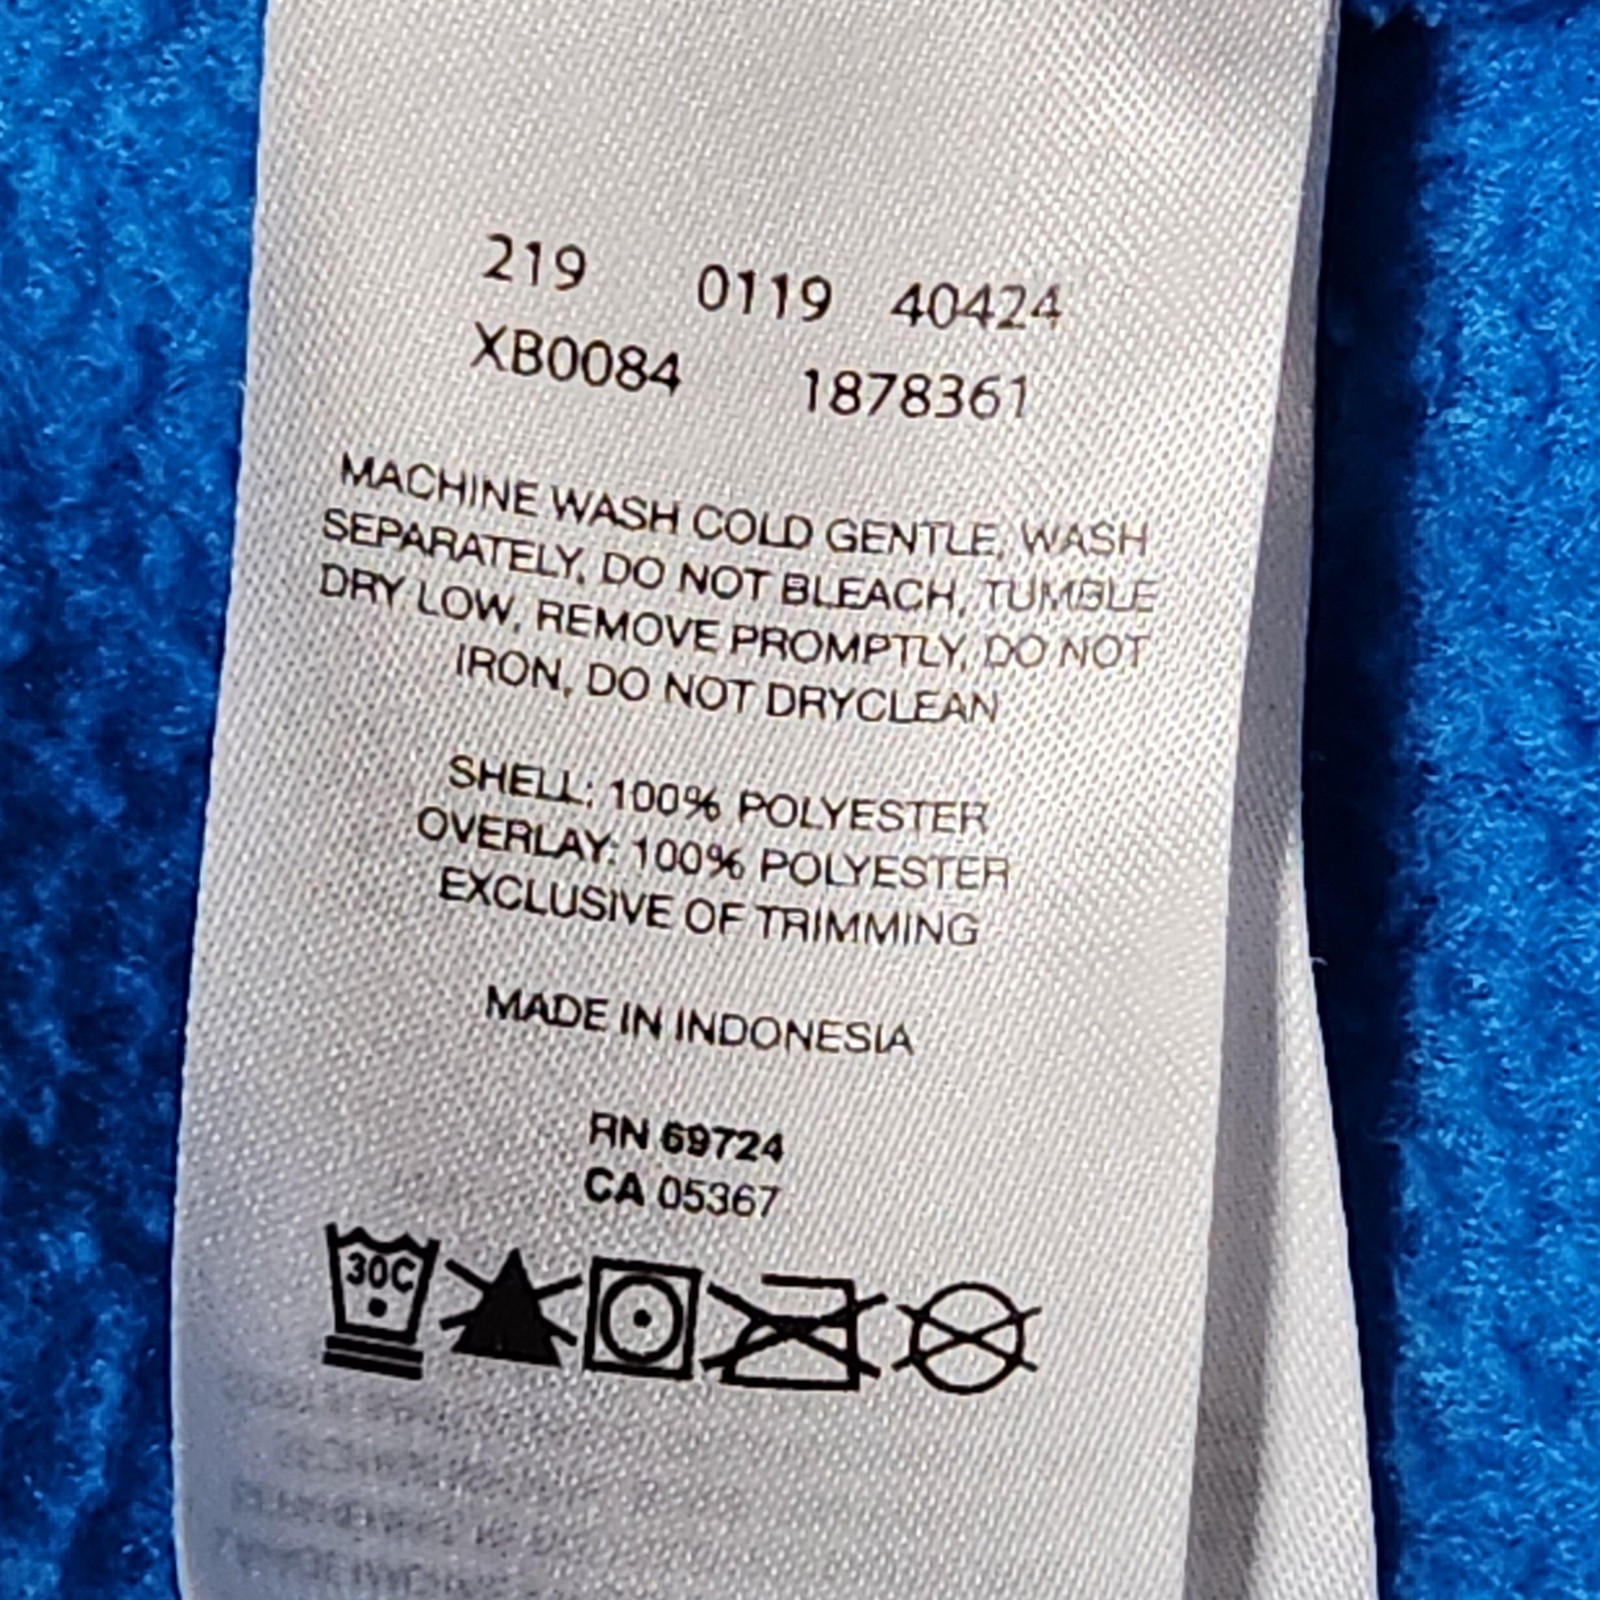 219 0119 40424
XB0084 1878361
MACHINE WASH COLD GENTLE, WASH
SEPARATELY, DO NOT BLEACH, TUMBLE
DRY LOW, REMOVE PROMPTLY, DO NOT
IRON, DO NOT DRYCLEAN
SHELL: 100% POLYESTER
OVERLAY: 100% POLYESTER
EXCLUSIVE OF TRIMMING
MADE IN INDONESIA
RN 69724
CA 05367
30C